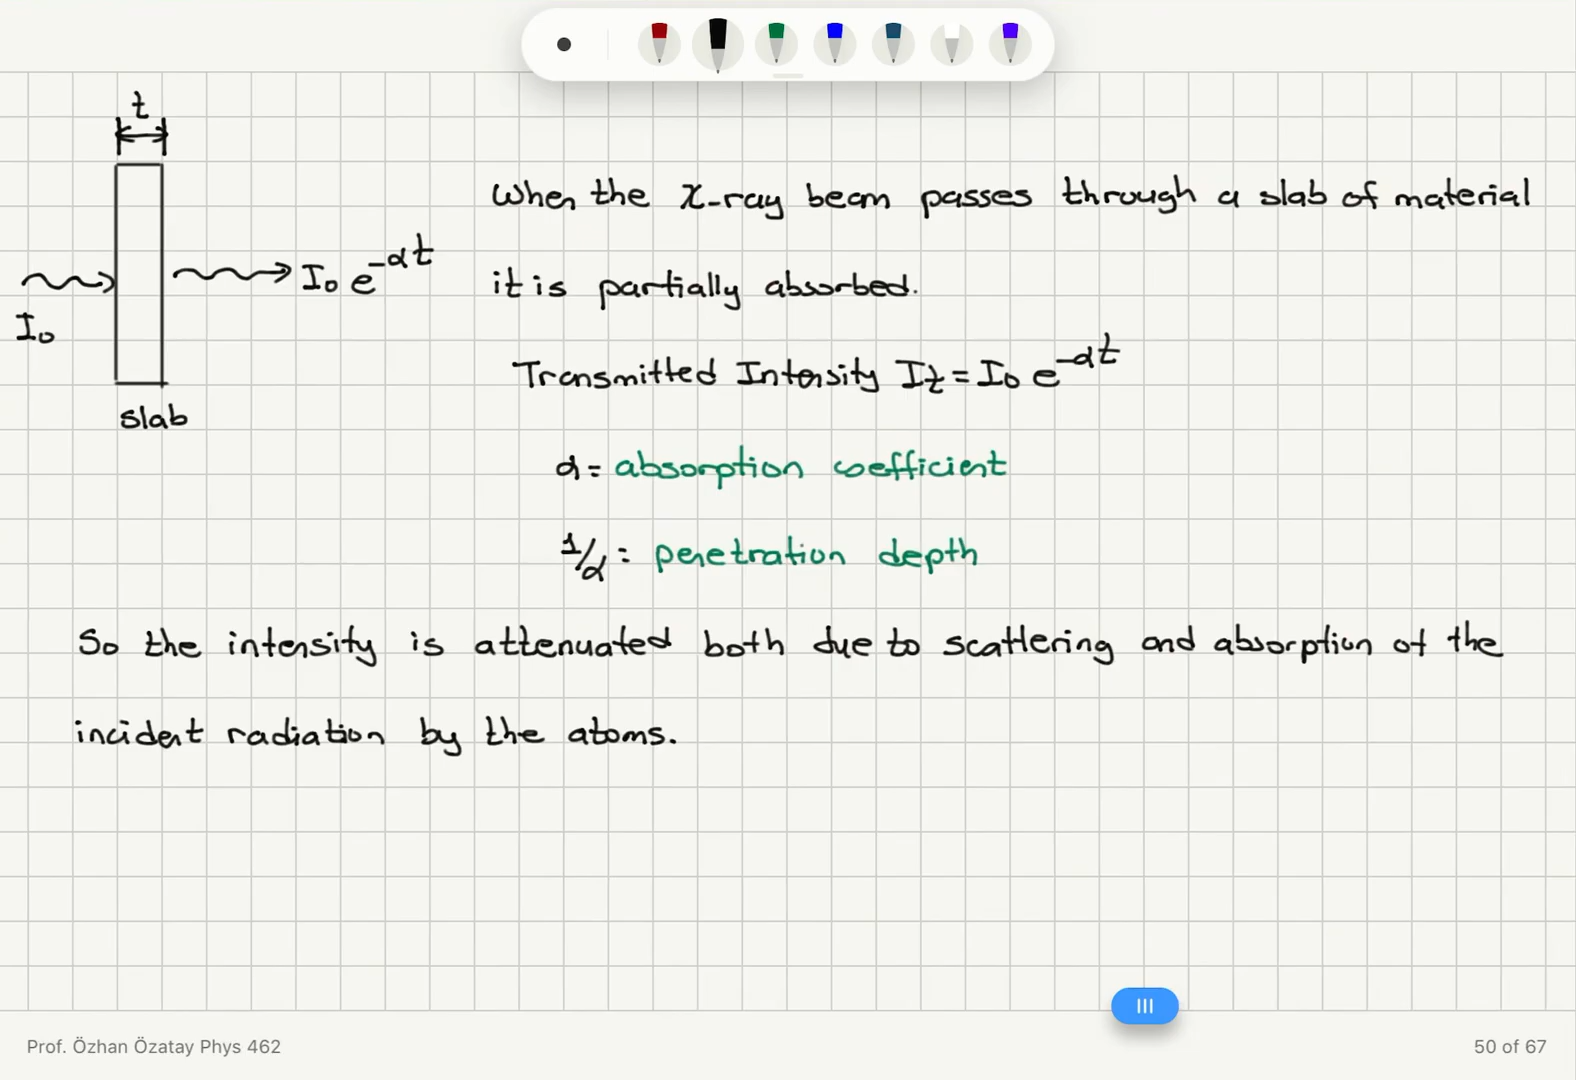 t
When the x-ray beam passes through a slab of material
I₀ e^-αt
it is partially absorbed.
I₀
Transmitted Intensity It = I₀ e^-αt
slab
α = absorption coefficient
1/α : penetration depth
So the intensity is attenuated both due to scattering and absorption of the
incident radiation by the atoms.
Prof. Özhan Özatay Phys 462
50 of 67